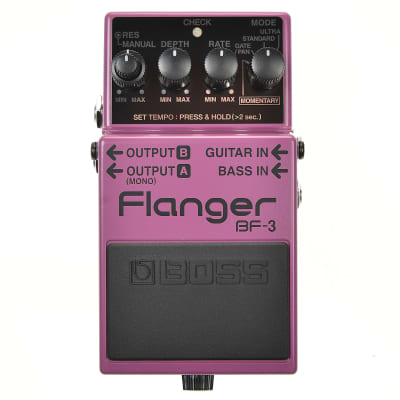 CHECK
RES
MANUAL
DEPTH
RATE
MODE
ULTRA
STANDARD
GATE/
PAN
MOMENTARY
MIN MAX
MIN MAX
MIN MAX
SET TEMPO : PRESS & HOLD (>2 sec.)
OUTPUT B
GUITAR IN
OUTPUT A
(MONO)
BASS IN
Flanger
BF-3
BOSS